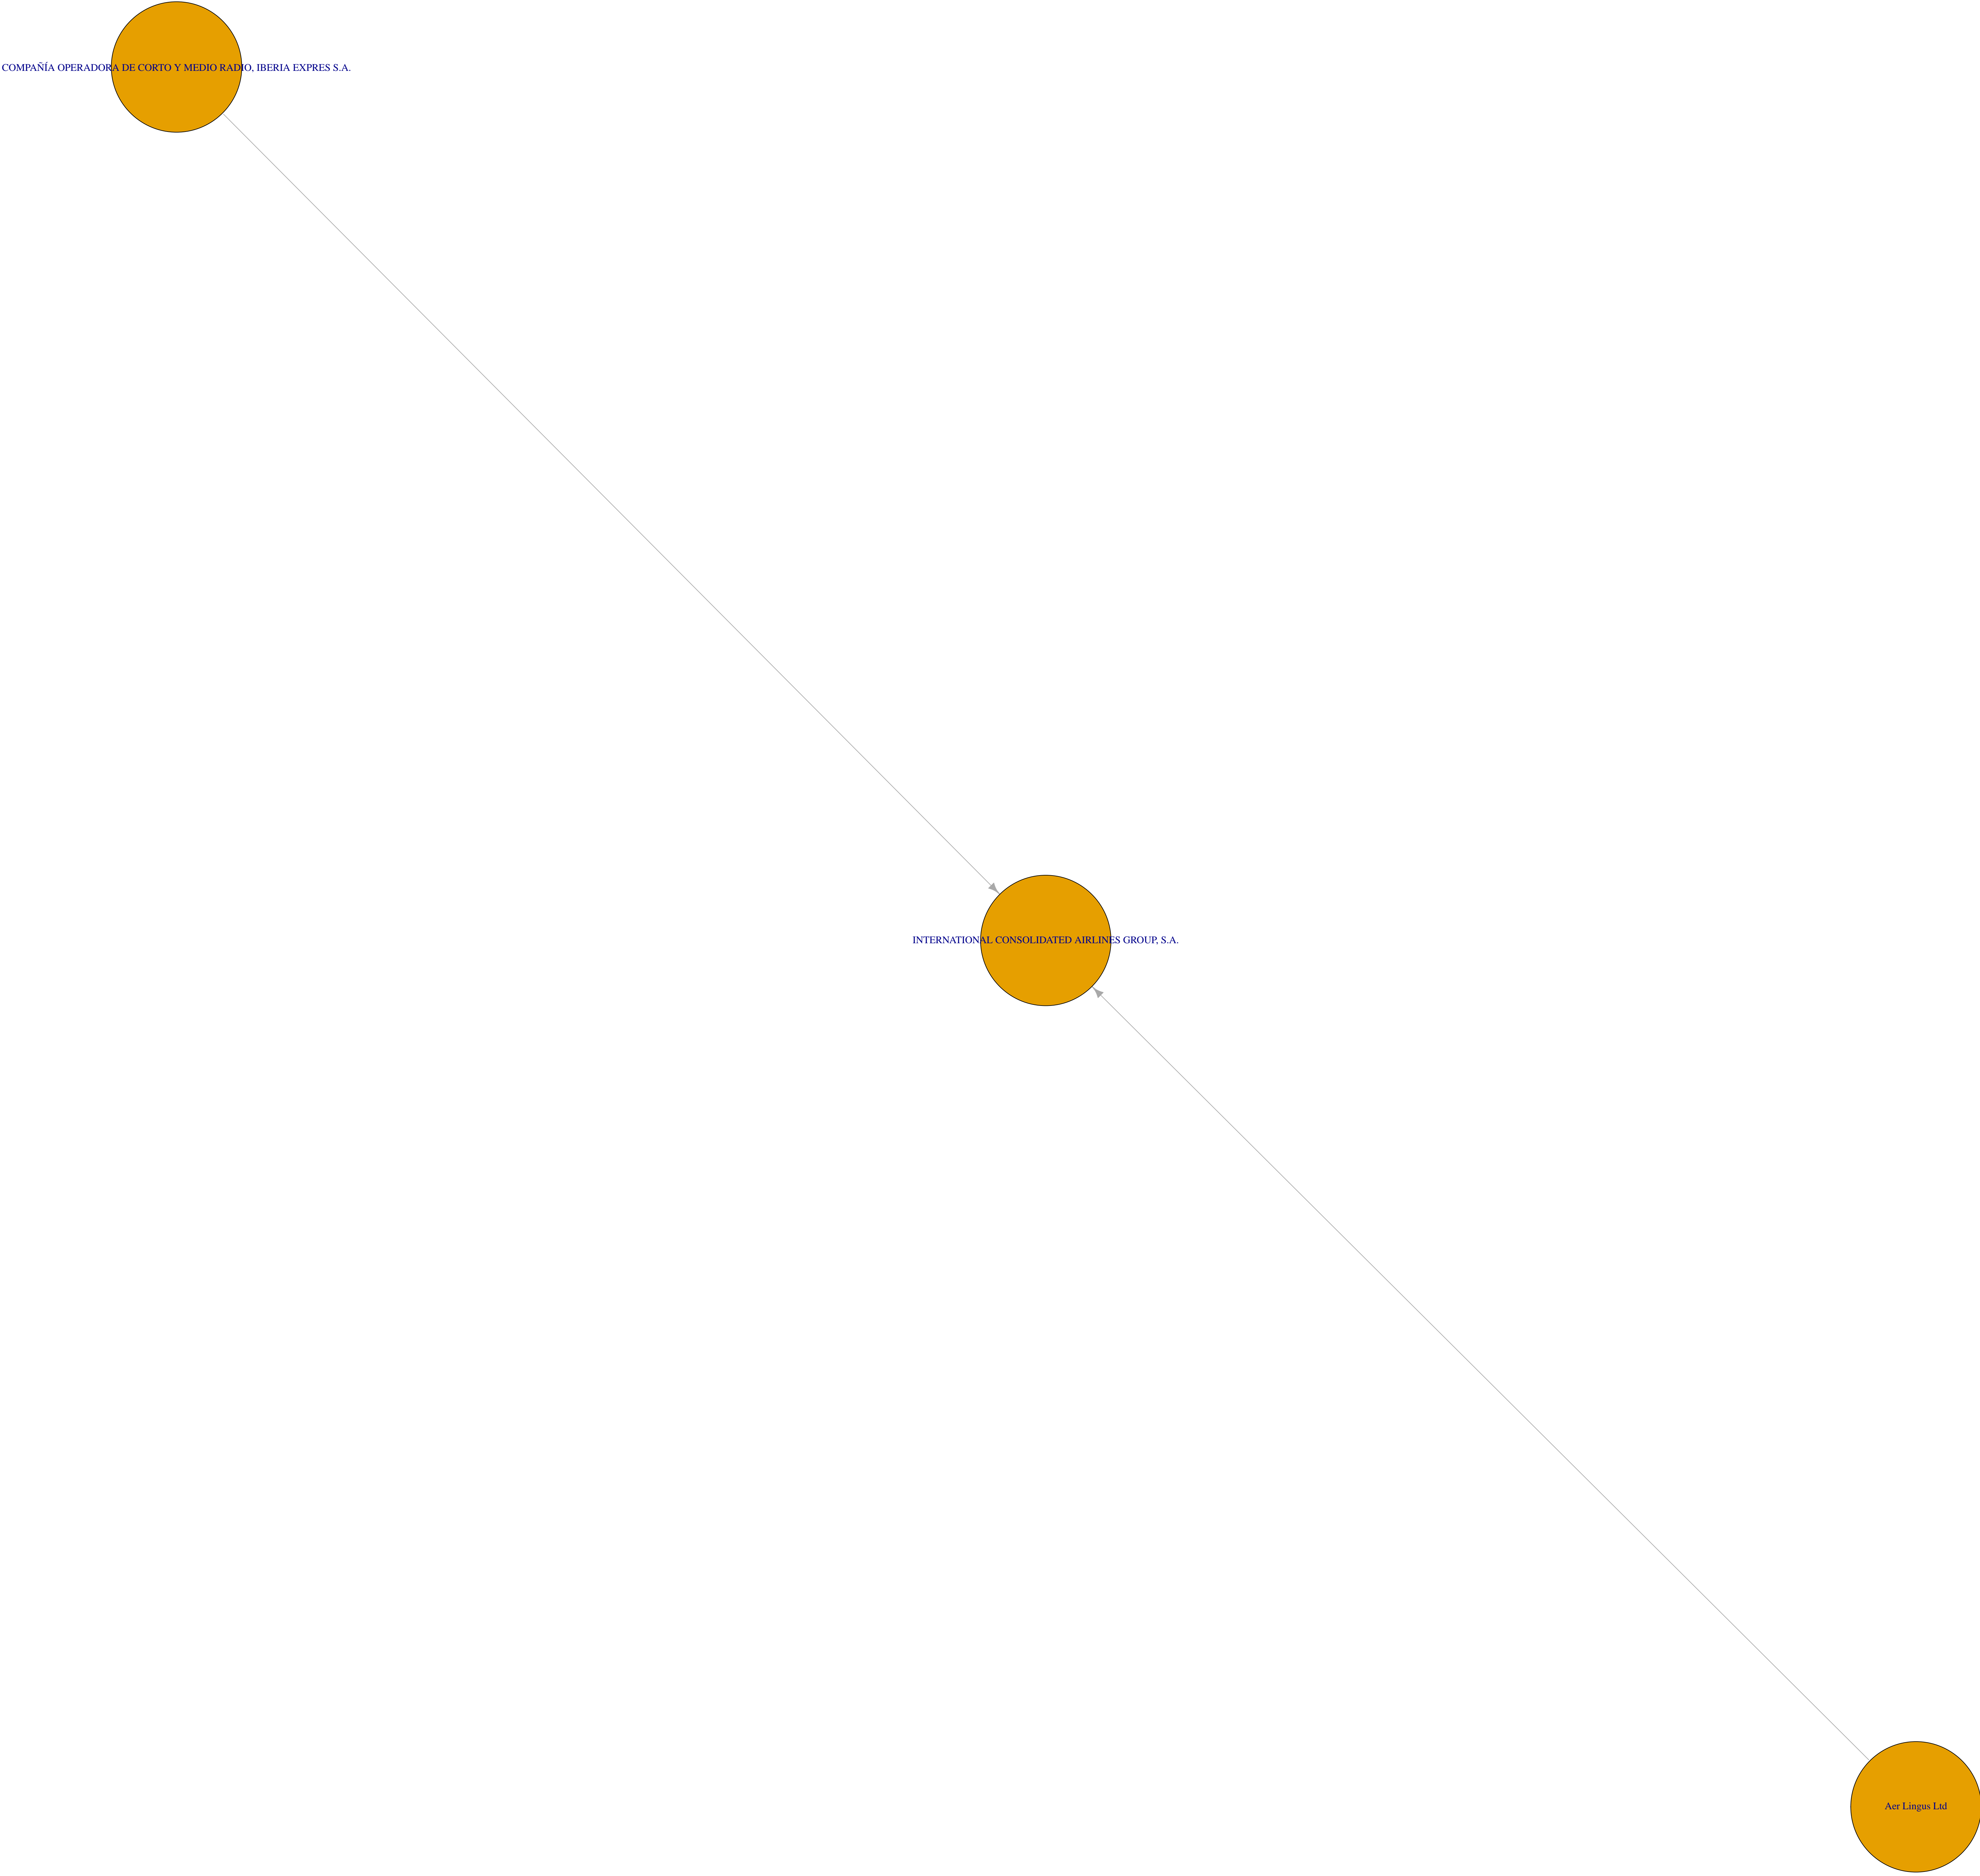 COMPAÑÍA OPERADORA DE CORTO Y MEDIO RADIO, IBERIA EXPRES S.A.
INTERNATIONAL CONSOLIDATED AIRLINES GROUP, S.A.
Aer Lingus Ltd